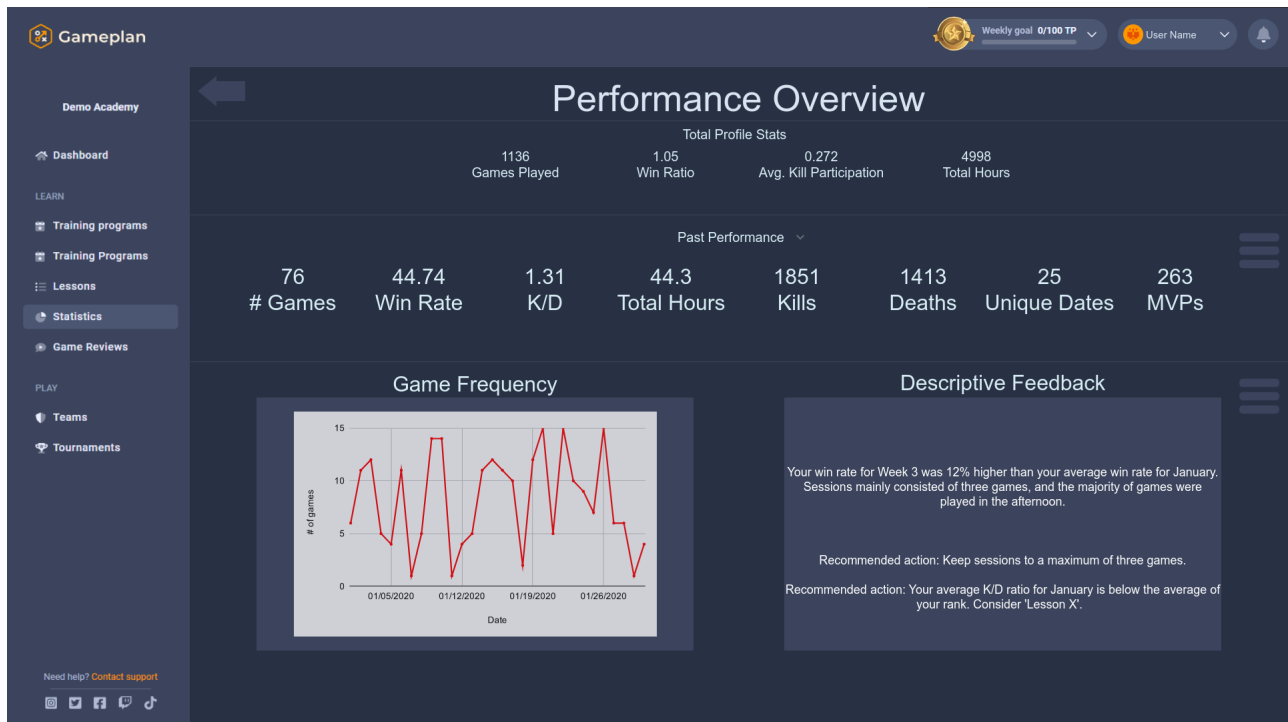 Gameplan
Weekly goal 0/100 TP
User Name
Demo Academy
Dashboard
LEARN
Training programs
Training Programs
Lessons
Statistics
Game Reviews
PLAY
Teams
Tournaments
Need help? Contact support
Performance Overview
Total Profile Stats
1136 1.05 0.272 4998
Games Played Win Ratio Avg. Kill Participation Total Hours
Past Performance
76 44.74 1.31 44.3 1851 1413 25 263
# Games Win Rate K/D Total Hours Kills Deaths Unique Dates MVPs
Game Frequency
15
10
5
0
# of games
01/05/2020 01/12/2020 01/19/2020 01/26/2020
Date
Descriptive Feedback
Your win rate for Week 3 was 12% higher than your average win rate for January.
Sessions mainly consisted of three games, and the majority of games were
played in the afternoon.
Recommended action: Keep sessions to a maximum of three games.
Recommended action: Your average K/D ratio for January is below the average of
your rank. Consider 'Lesson X'.